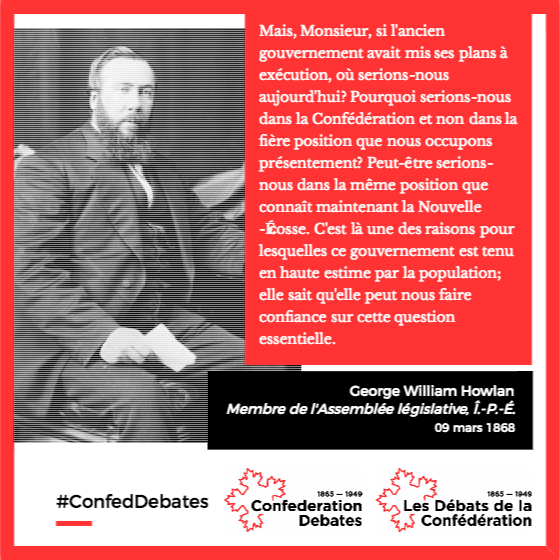 Mais, Monsieur, si l'ancien
gouvernement avait mis ses plans à
exécution, où serions-nous
aujourd'hui? Pourquoi serions-nous
dans la Confédération et non dans la
fière position que nous occupons
présentement? Peut-être serions-
nous dans la même position que
connaît maintenant la Nouvelle
-Écosse. C'est là une des raisons pour
lesquelles ce gouvernement est tenu
en haute estime par la population;
elle sait qu'elle peut nous faire
confiance sur cette question
essentielle.
George William Howlan
Membre de l'Assemblée législative, Î.-P.-É.
09 mars 1868
#ConfedDebates
1865 — 1949
Confederation
Debates
1865 — 1949
Les Débats de la
Confédération